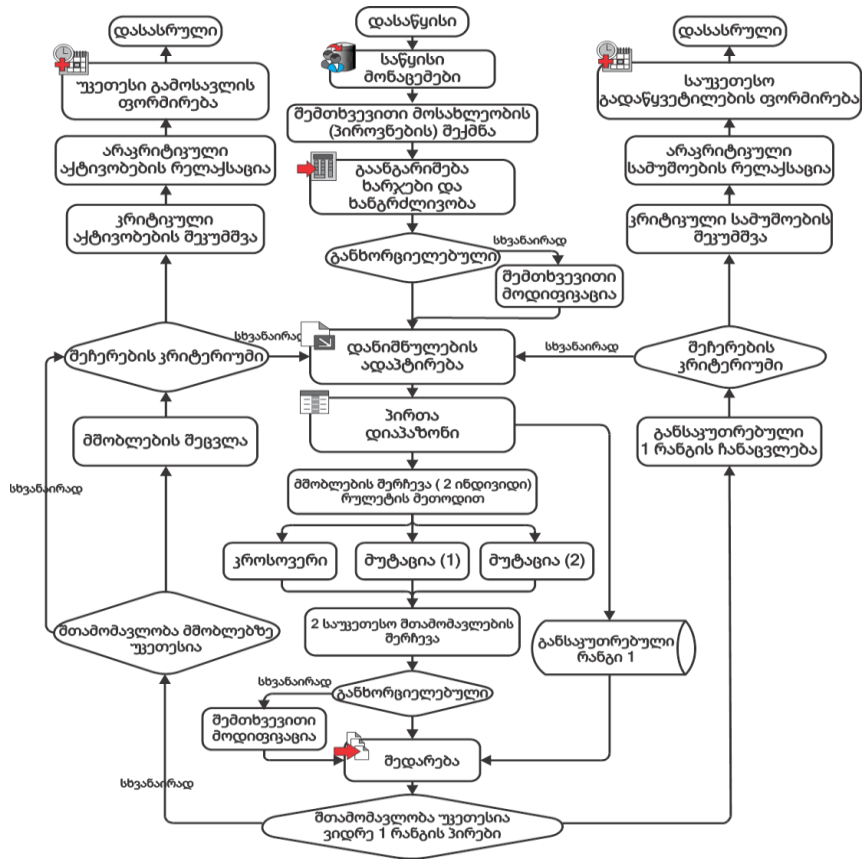 დასასრული
დასაწყისი
დასასრული
უკეთესი გამოსავლის
ფორმირება
საწყისი
მონაცემები
საუკეთესო
გადაწყვეტილების ფორმირება
შემთხვევითი მოსახლეობის
(პიროვნების) შექმნა
არაკრიტიკული
აქტივობების რელაქსაცია
გაანგარიშება
ხარჯები და
ხანგრძლივობა
არაკრიტიკული
სამუშოების რელაქსაცია
კრიტიკული
აქტივობების შეკუმშვა
კრიტიკული სამუშოების
შეკუმშვა
განხორციელებული
სხვანაირად
შემთხვევითი
მოდიფიკაცია
შეჩერების კრიტერიუმი
სხვანაირად
დანიშნულების
ადაპტირება
სხვანაირად
შეჩერების
კრიტერიუმი
მშობლების შეცვლა
პირთა
დიაპაზონი
განსაკუთრებული
1 რანგის ჩანაცვლება
სხვანაირად
მშობლების შერჩევა ( 2 ინდივიდი)
რულეტის მეთოდით
კროსოვერი
მუტაცია (1)
მუტაცია (2)
შთამომავლობა მშობლებზე
უკეთესია
2 საუკეთესო შთამომავლების
შერჩევა
განსაკუთრებული
რანგი 1
სხვანაირად
განხორციელებული
შემთხვევითი
მოდიფიკაცია
შედარება
სხვანაირად
შთამომავლობა უკეთესია
ვიდრე 1 რანგის პირები